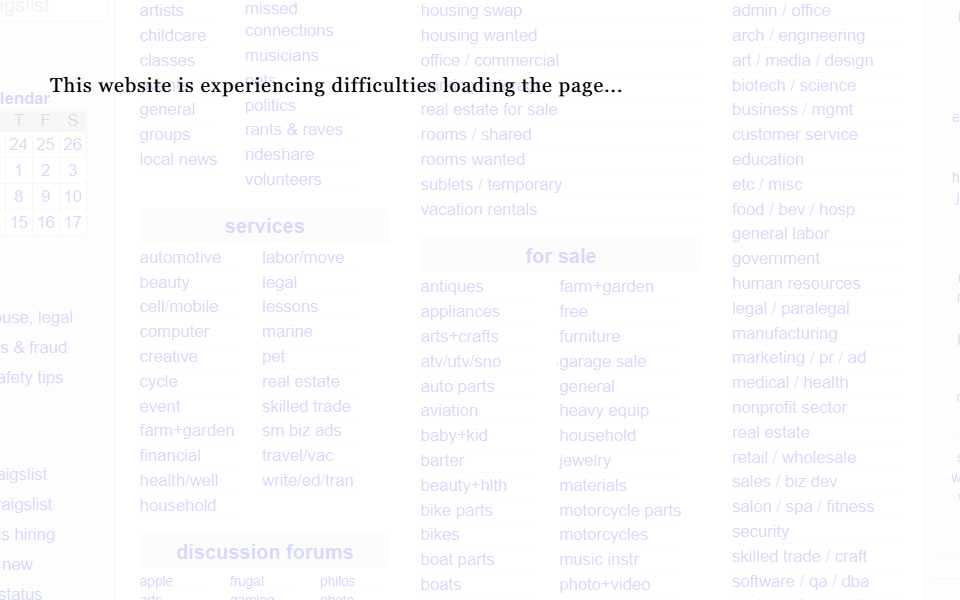 aigslist
lendar
T F S
24 25 26
1 2 3
8 9 10
15 16 17
use, legal
s & fraud
afety tips
aigslist
raigslist
is hiring
new
status
This website is experiencing difficulties loading the page...
artists
childcare
classes
general
groups
local news
missed
connections
musicians
pets
politics
rants & raves
rideshare
volunteers
services
automotive
beauty
cell/mobile
computer
creative
cycle
event
farm+garden
financial
health/well
household
labor/move
legal
lessons
marine
pet
real estate
skilled trade
sm biz ads
travel/vac
write/ed/tran
discussion forums
apple
arts
frugal
gaming
philos
photo
housing swap
housing wanted
office / commercial
real estate for sale
rooms / shared
rooms wanted
sublets / temporary
vacation rentals
for sale
antiques
appliances
arts+crafts
atv/utv/sno
auto parts
aviation
baby+kid
barter
beauty+hlth
bike parts
bikes
boat parts
boats
farm+garden
free
furniture
garage sale
general
heavy equip
household
jewelry
materials
motorcycle parts
motorcycles
music instr
photo+video
admin / office
arch / engineering
art / media / design
biotech / science
business / mgmt
customer service
education
etc / misc
food / bev / hosp
general labor
government
human resources
legal / paralegal
manufacturing
marketing / pr / ad
medical / health
nonprofit sector
real estate
retail / wholesale
sales / biz dev
salon / spa / fitness
security
skilled trade / craft
software / qa / dba